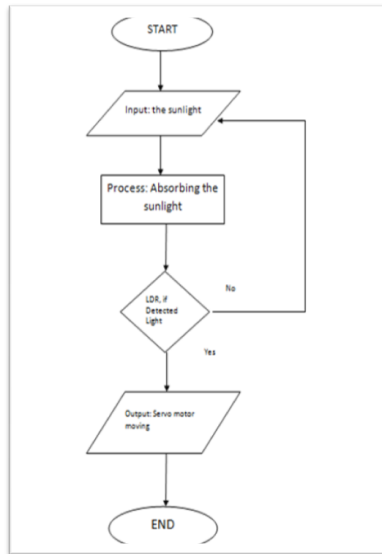 START
Input: the sunlight
Process: Absorbing the
sunlight
LDR, if
Detected
Light
No
Yes
Output: Servo motor
moving
END